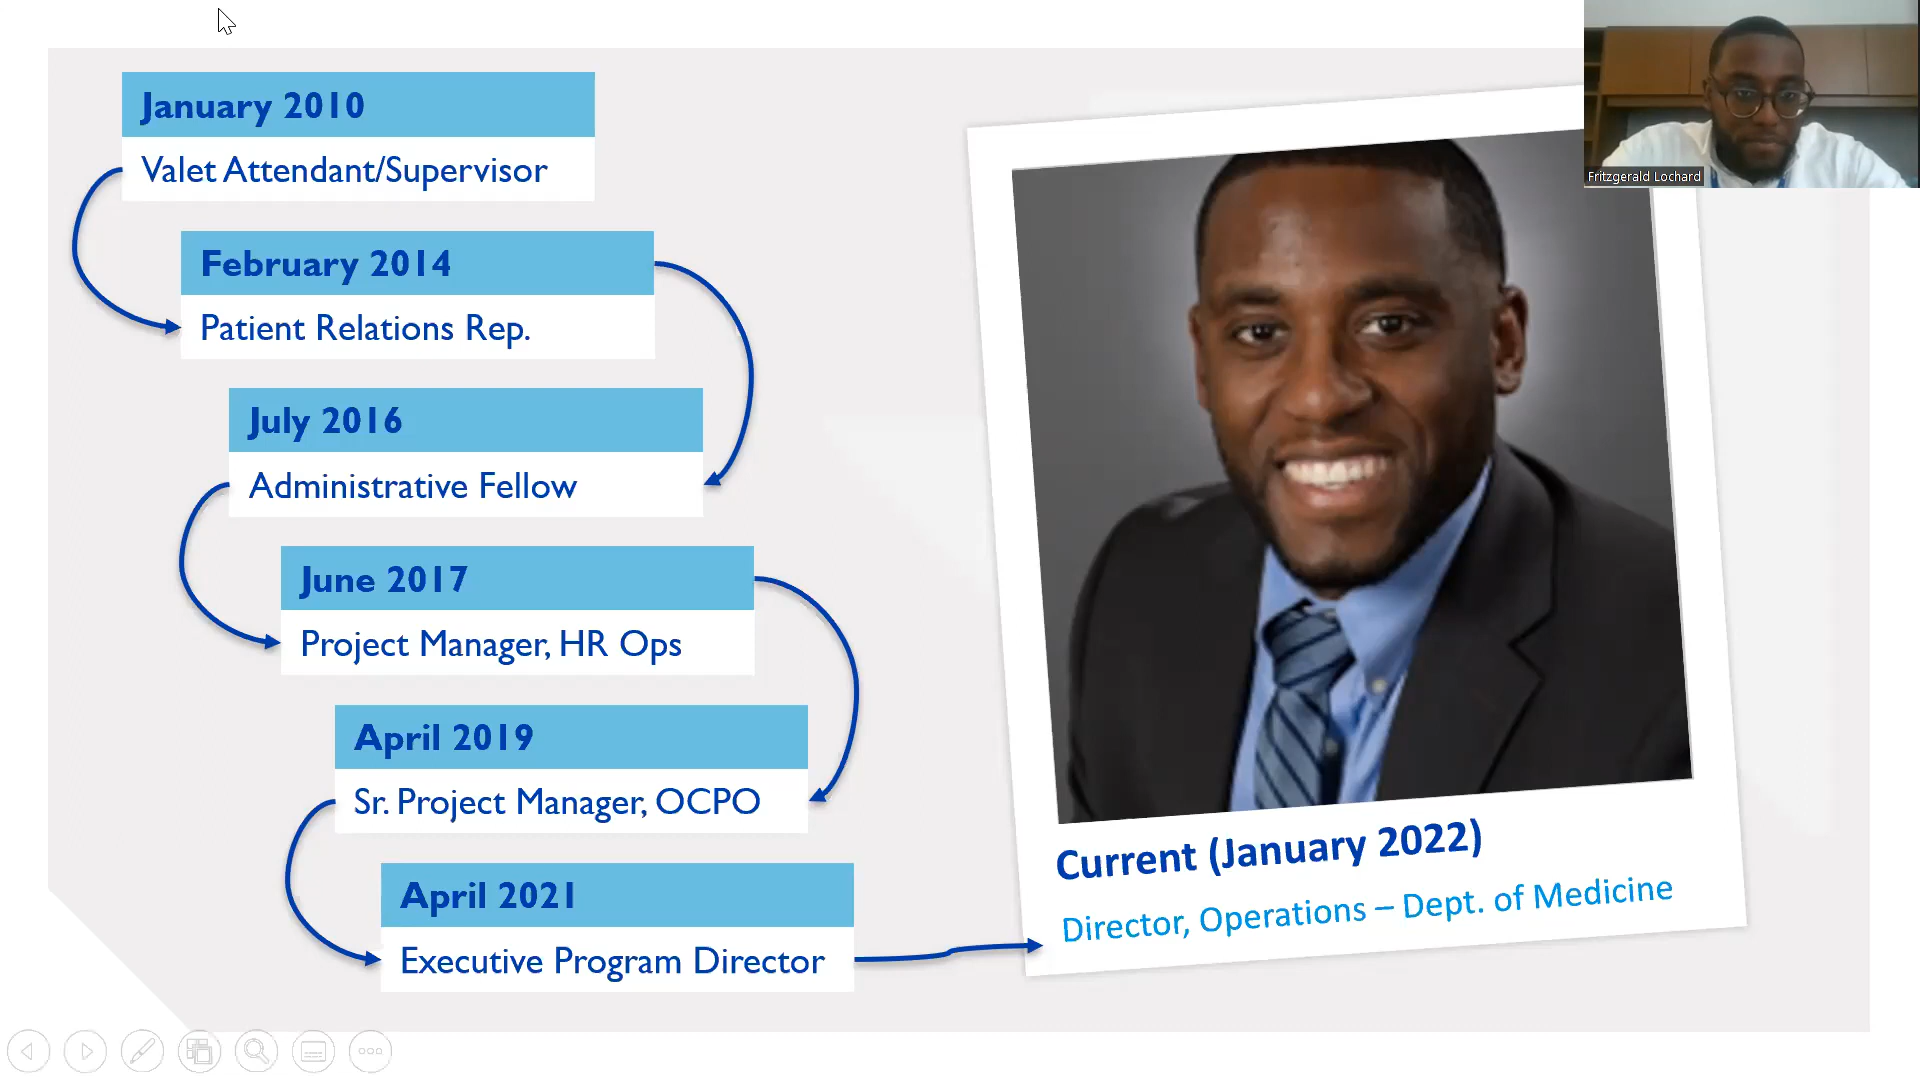 January 2010
Valet Attendant/Supervisor
February 2014
Patient Relations Rep.
July 2016
Administrative Fellow
June 2017
Project Manager, HR Ops
April 2019
Sr. Project Manager, OCPO
April 2021
Executive Program Director
Fritzgerald Lochard
Current (January 2022)
Director, Operations – Dept. of Medicine